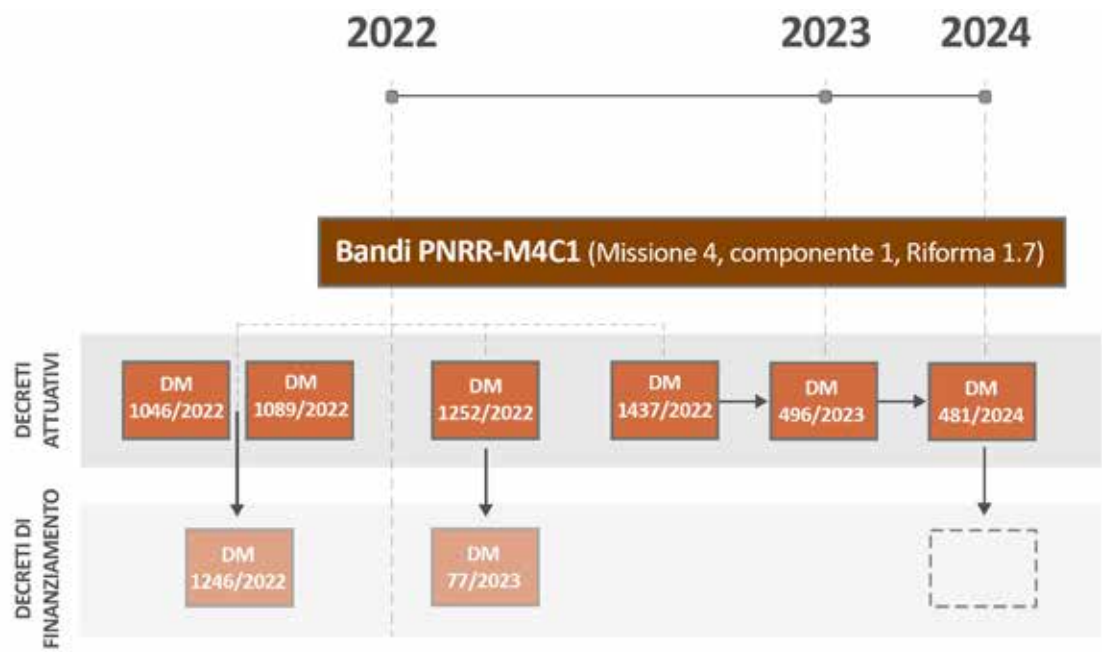 2022
2023
2024
Bandi PNRR-M4C1 (Missione 4, componente 1, Riforma 1.7)
DECRETI
ATTUATIVI
DM
1046/2022
DM
1089/2022
DM
1252/2022
DM
1437/2022
DM
496/2023
DM
481/2024
DECRETI DI
FINANZIAMENTO
DM
1246/2022
DM
77/2023